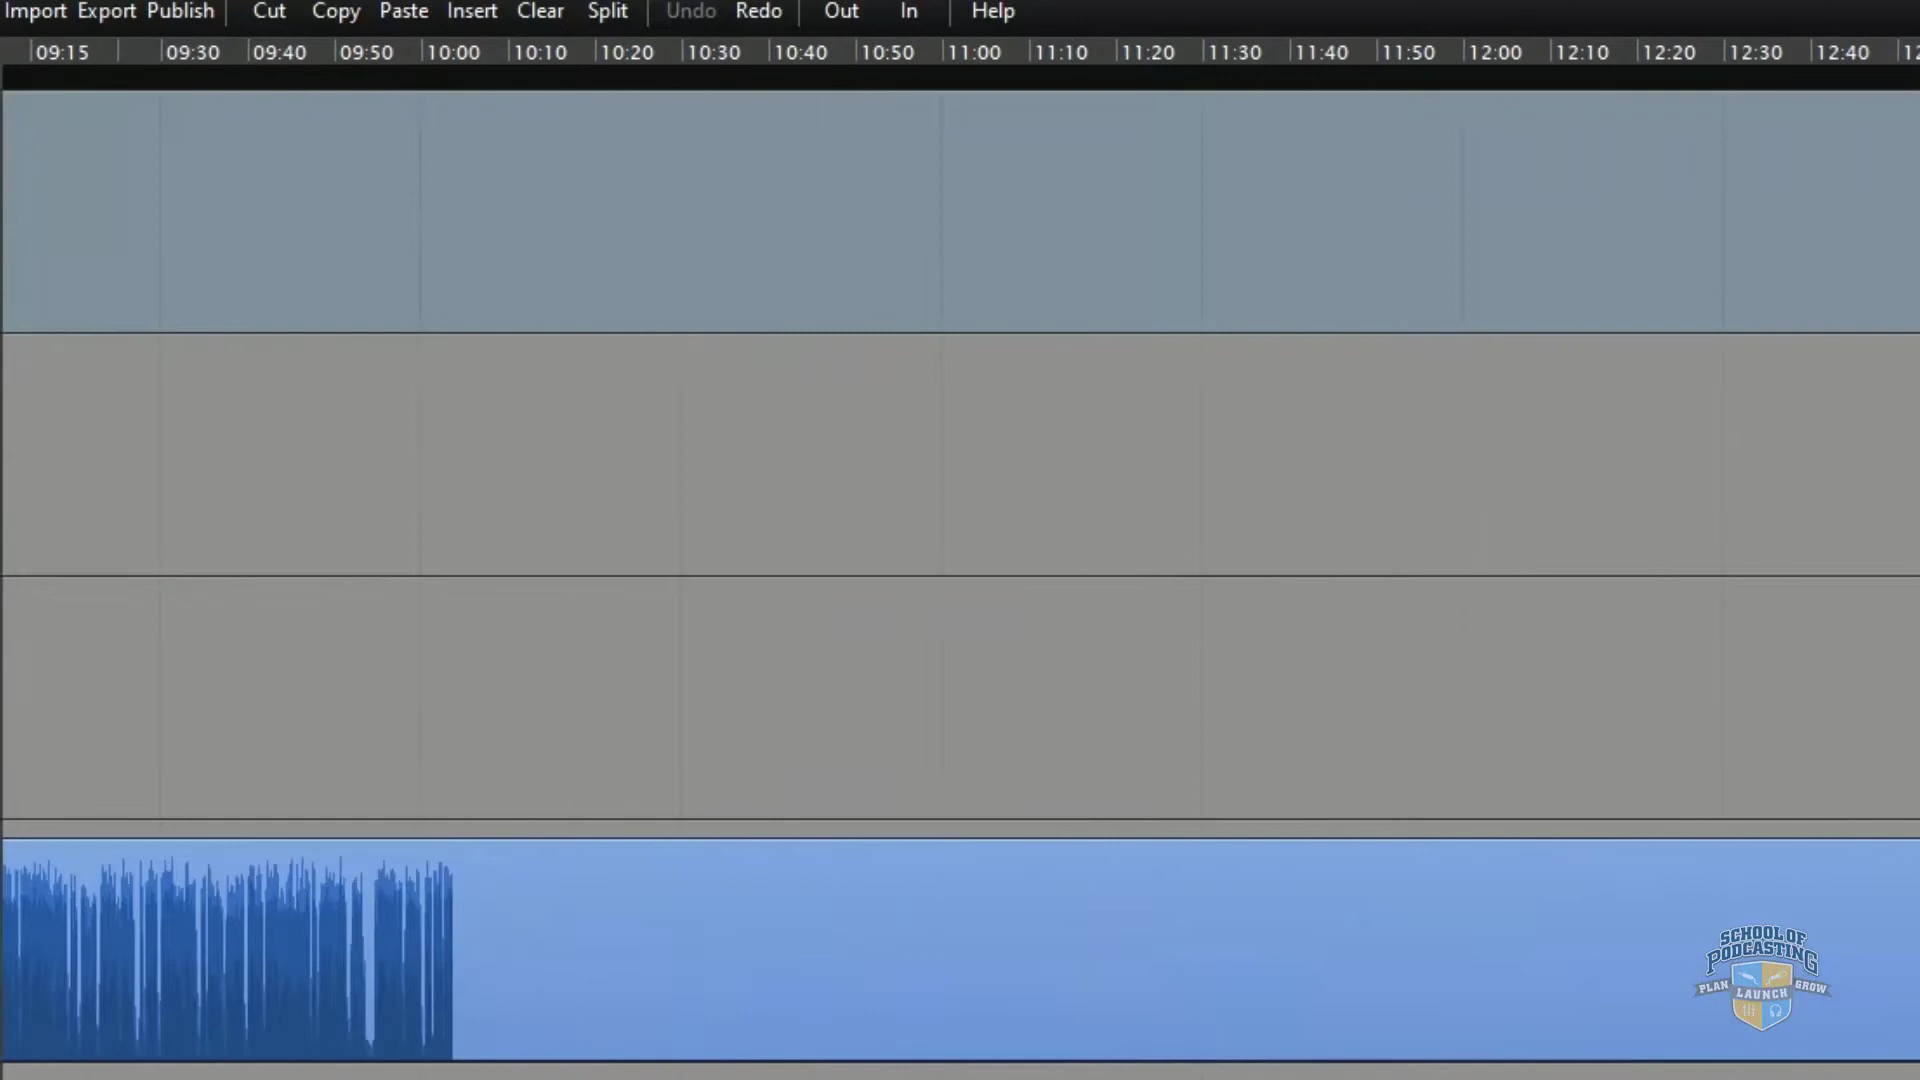 Import Export Publish Cut Copy Paste Insert Clear Split Undo Redo Out In Help
09:15 09:30 09:40 09:50 10:00 10:10 10:20 10:30 10:40 10:50 11:00 11:10 11:20 11:30 11:40 11:50 12:00 12:10 12:20 12:30 12:40
SCHOOL OF
PODCASTING
PLAN LAUNCH GROW